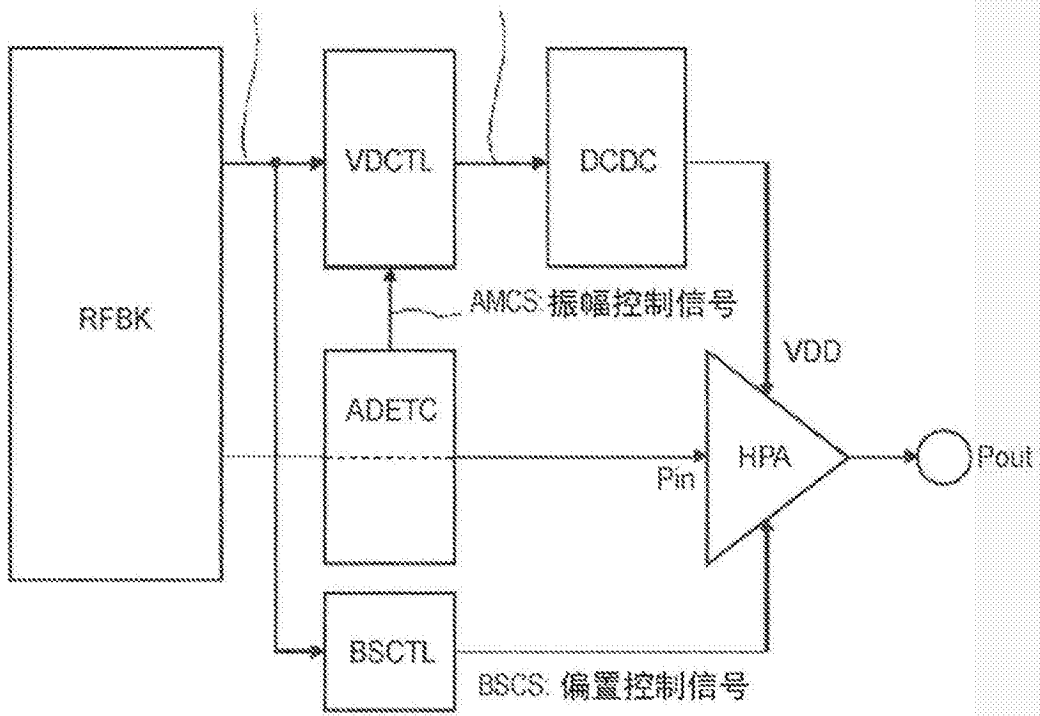 VDCTL
DCDC
RFBK
AMCS: 振幅控制信号
VDD
ADETC
HPA
Pin
Pout
BSCTL
BSCS: 偏置控制信号